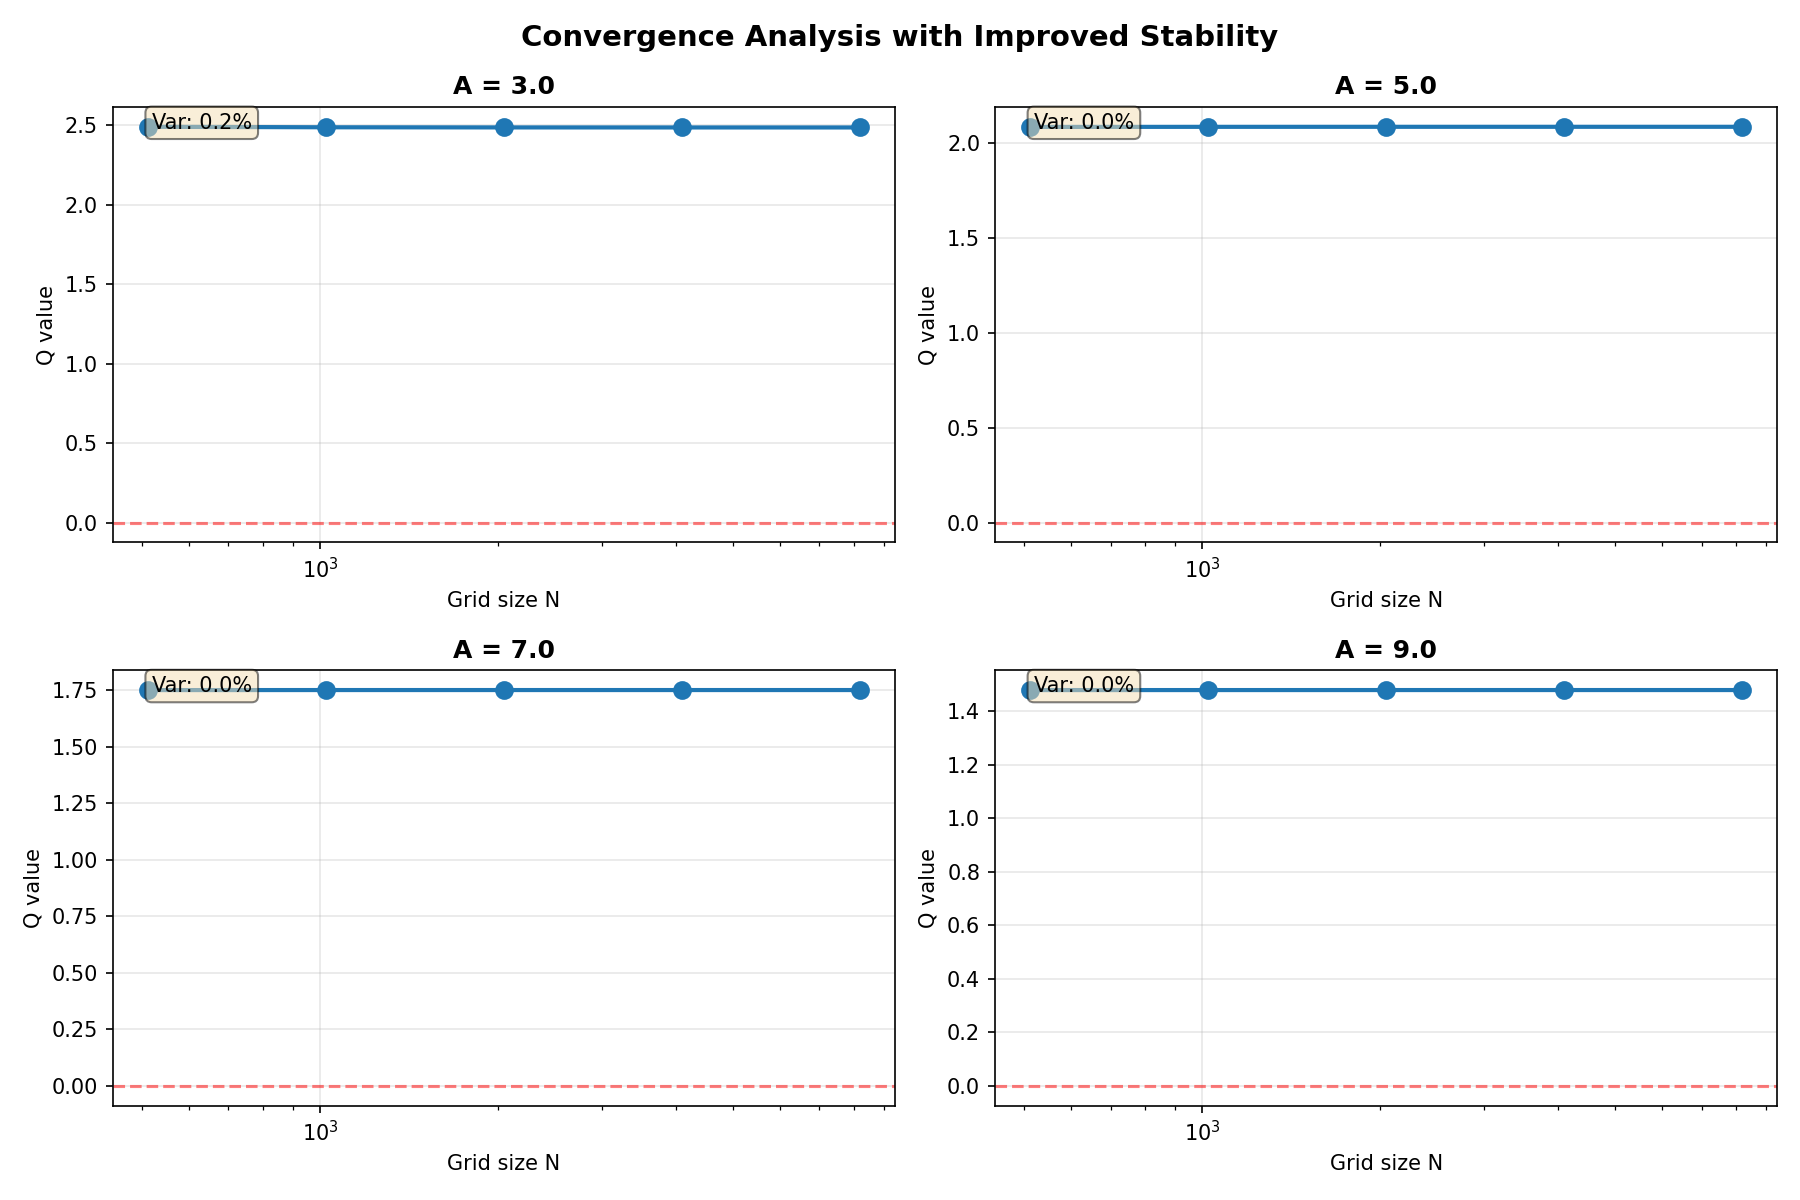 Convergence Analysis with Improved Stability
A = 3.0
Var: 0.2%
2.5
2.0
1.5
1.0
0.5
0.0
Q value
10³
Grid size N
A = 5.0
Var: 0.0%
2.0
1.5
1.0
0.5
0.0
Q value
10³
Grid size N
A = 7.0
Var: 0.0%
1.75
1.50
1.25
1.00
0.75
0.50
0.25
0.00
Q value
10³
Grid size N
A = 9.0
Var: 0.0%
1.4
1.2
1.0
0.8
0.6
0.4
0.2
0.0
Q value
10³
Grid size N